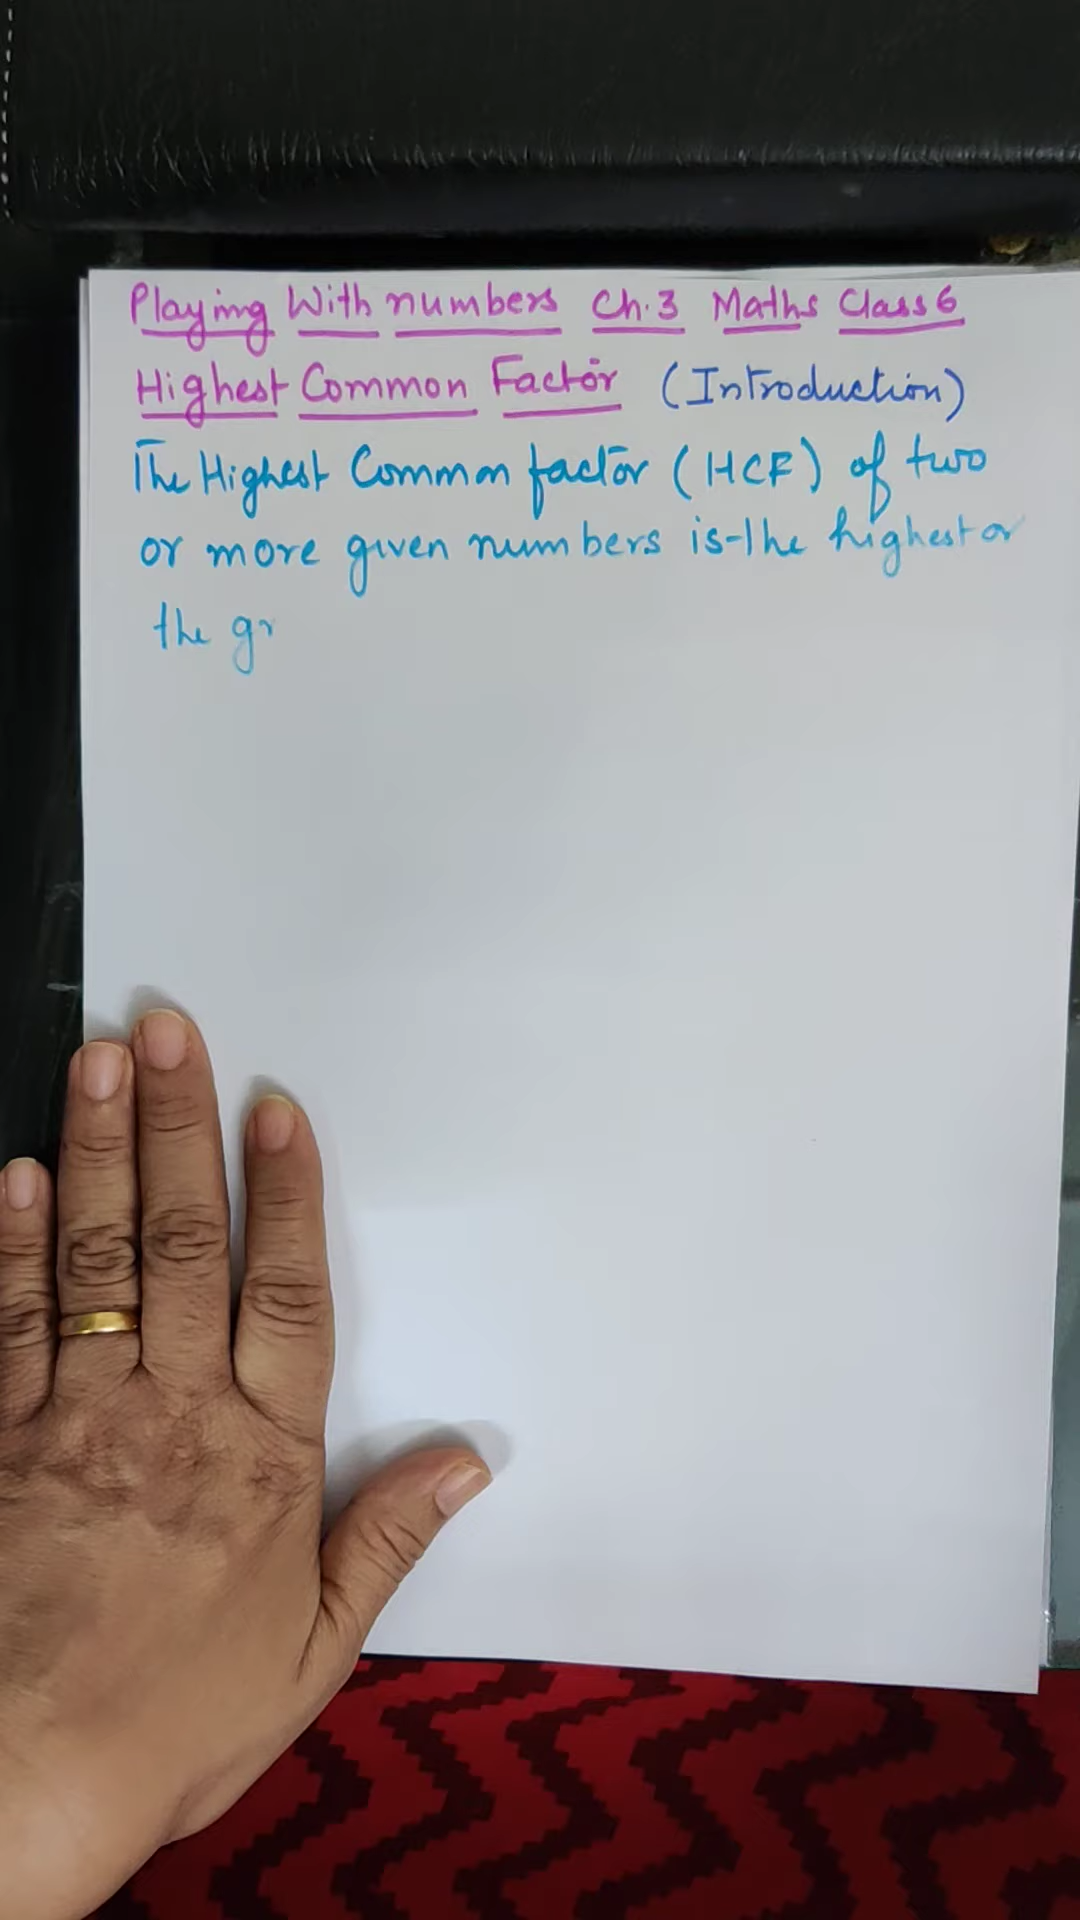 Playing With numbers Ch.3 Maths Class 6
Highest Common Factor (Introduction)
The Highest Common factor (HCF) of two
or more given numbers is the highest or
the gr